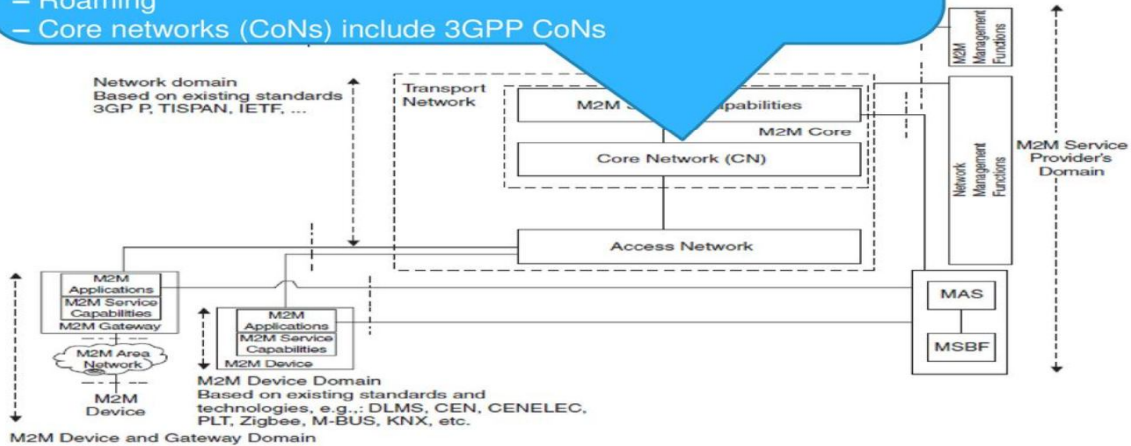 – Roaming
– Core networks (CoNs) include 3GPP CoNs
M2M
Management
Functions
Network domain
Based on existing standards
3GP P, TISPAN, IETF, ...
Transport
Network
M2M S
pabilities
M2M Core
Core Network (CN)
Network
Management
Functions
M2M Service
Provider's
Domain
Access Network
M2M
Applications
M2M Service
Capabilities
M2M Gateway
M2M Area
Network
M2M
Device
M2M
Applications
M2M Service
Capabilities
M2M Device
MAS
MSBF
M2M Device Domain
Based on existing standards and
technologies, e.g.,: DLMS, CEN, CENELEC,
PLT, Zigbee, M-BUS, KNX, etc.
M2M Device and Gateway Domain